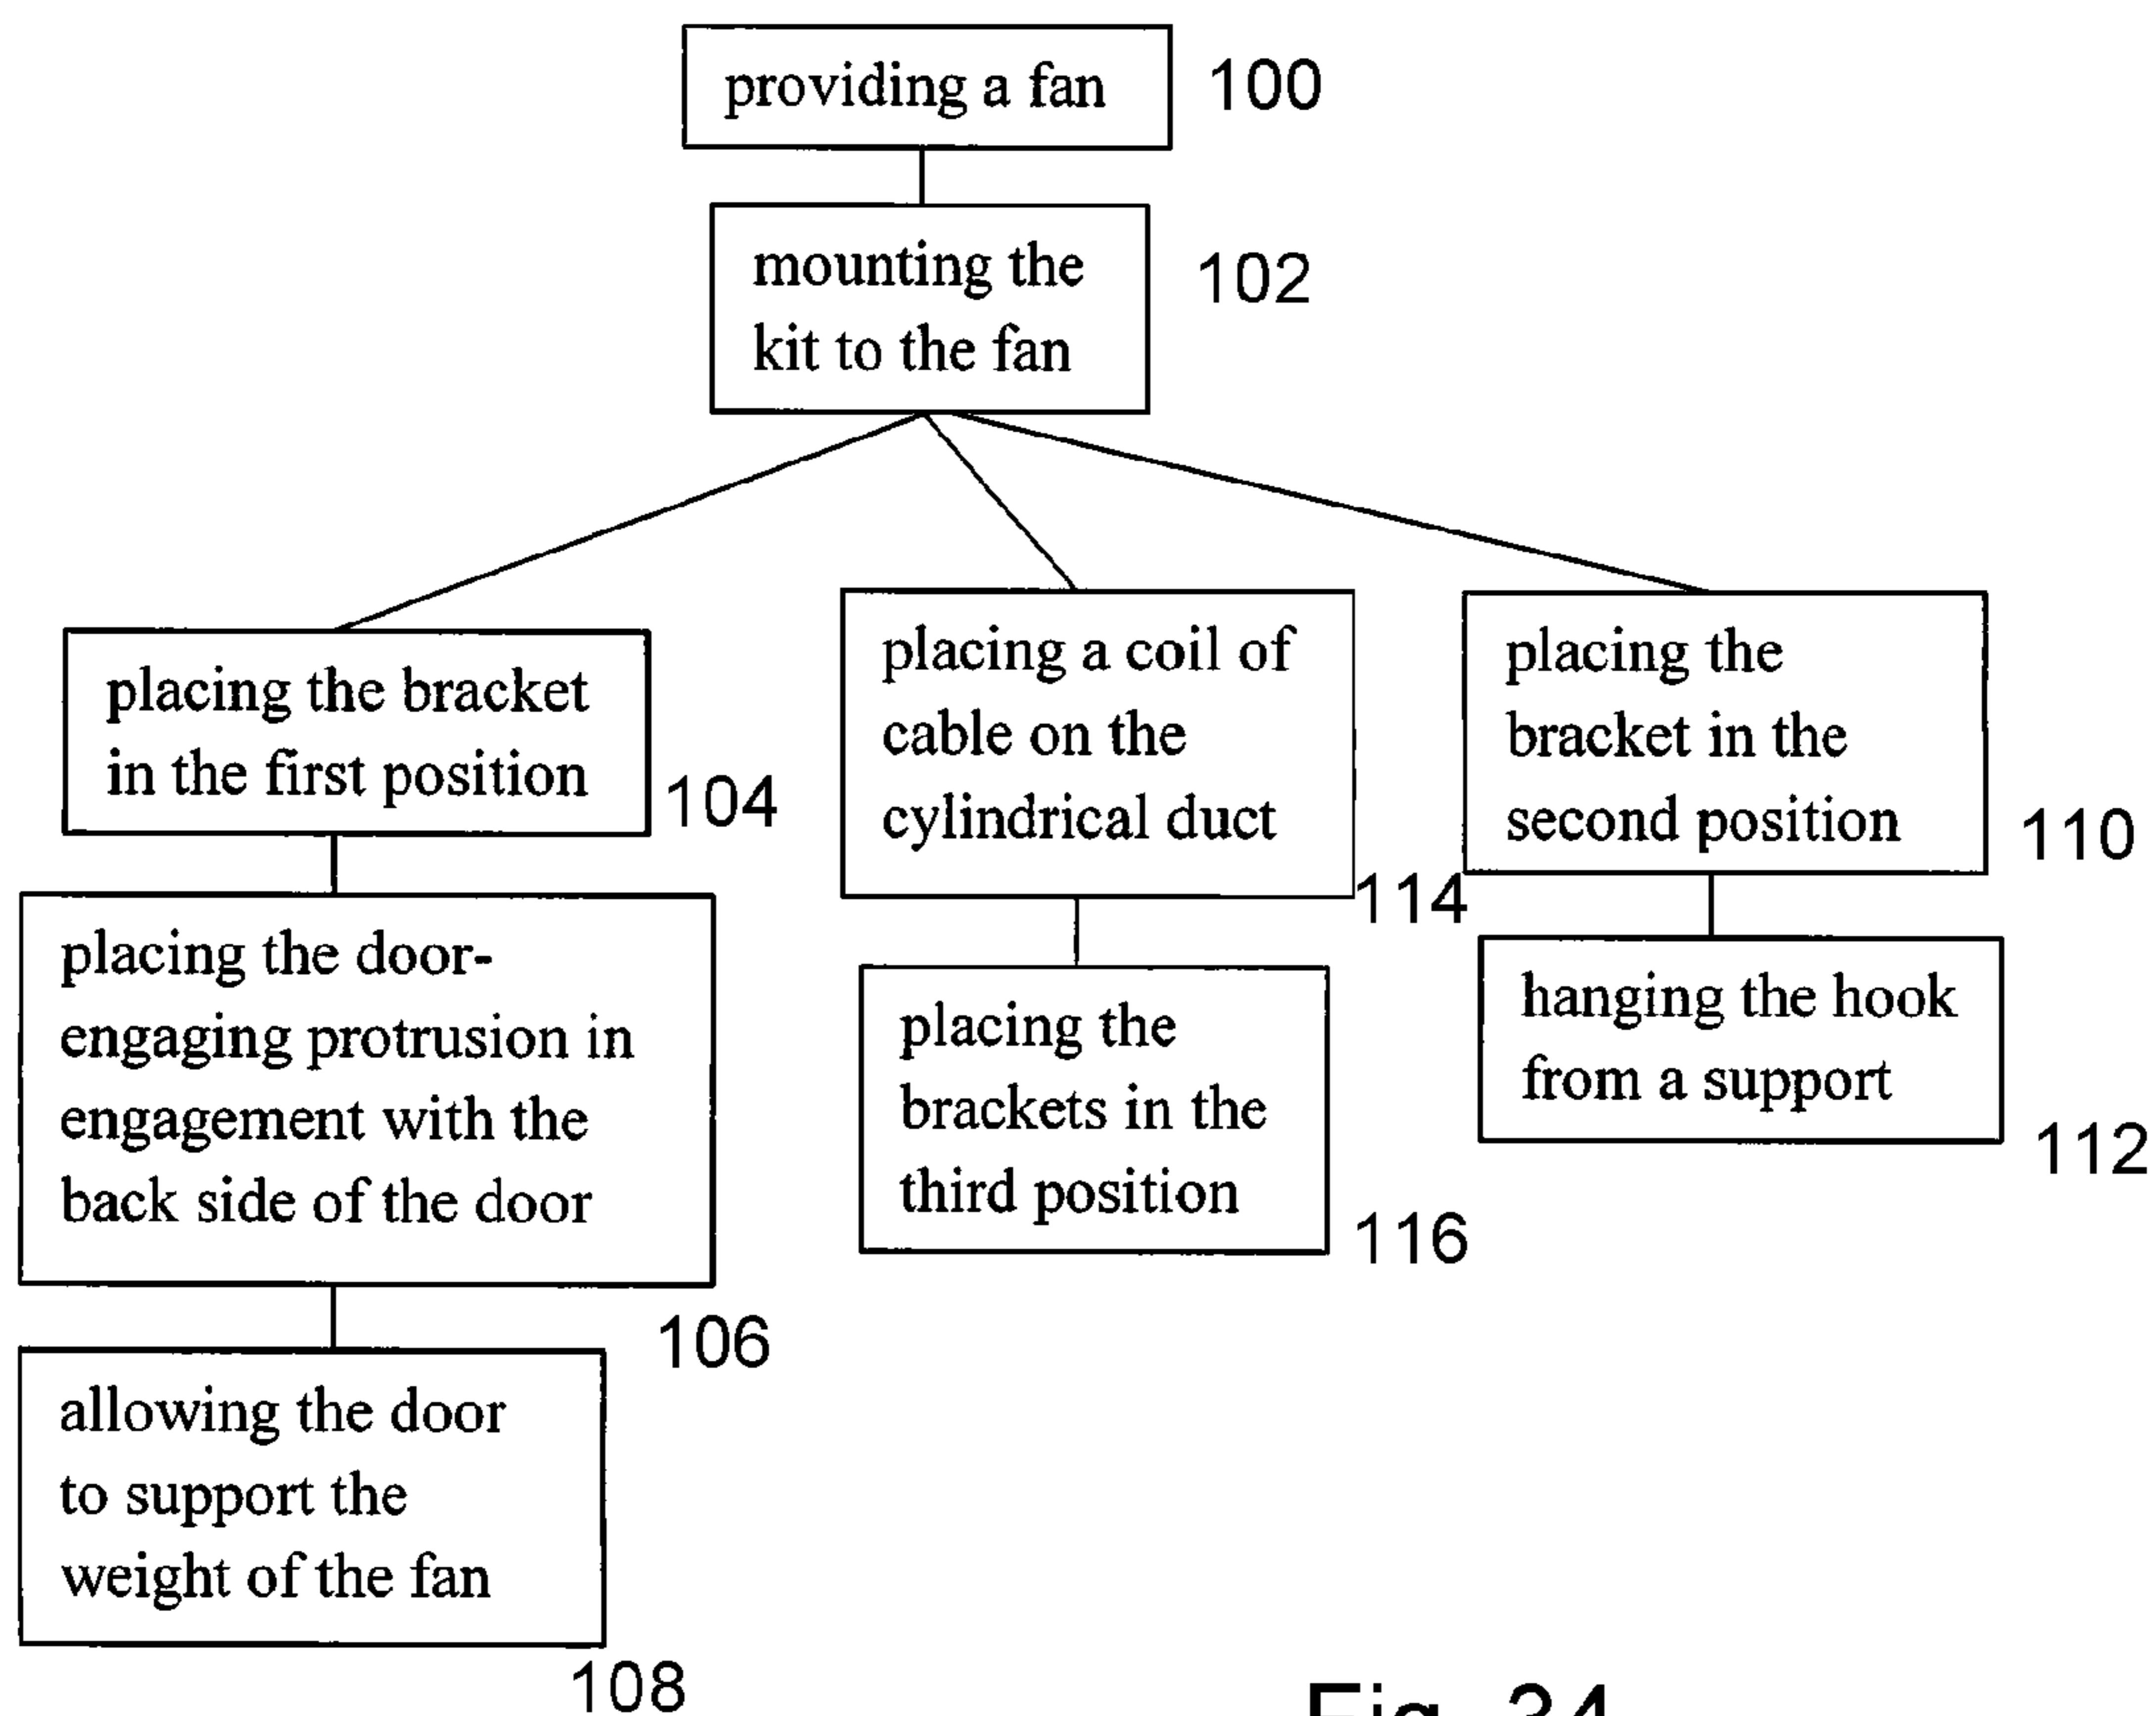 providing a fan
100
mounting the
kit to the fan
102
placing the bracket
in the first position
104
placing the door-
engaging protrusion in
engagement with the
back side of the door
106
allowing the door
to support the
weight of the fan
108
placing a coil of
cable on the
cylindrical duct
114
placing the
brackets in the
third position
116
placing the
bracket in the
second position
110
hanging the hook
from a support
112
Fig. 34